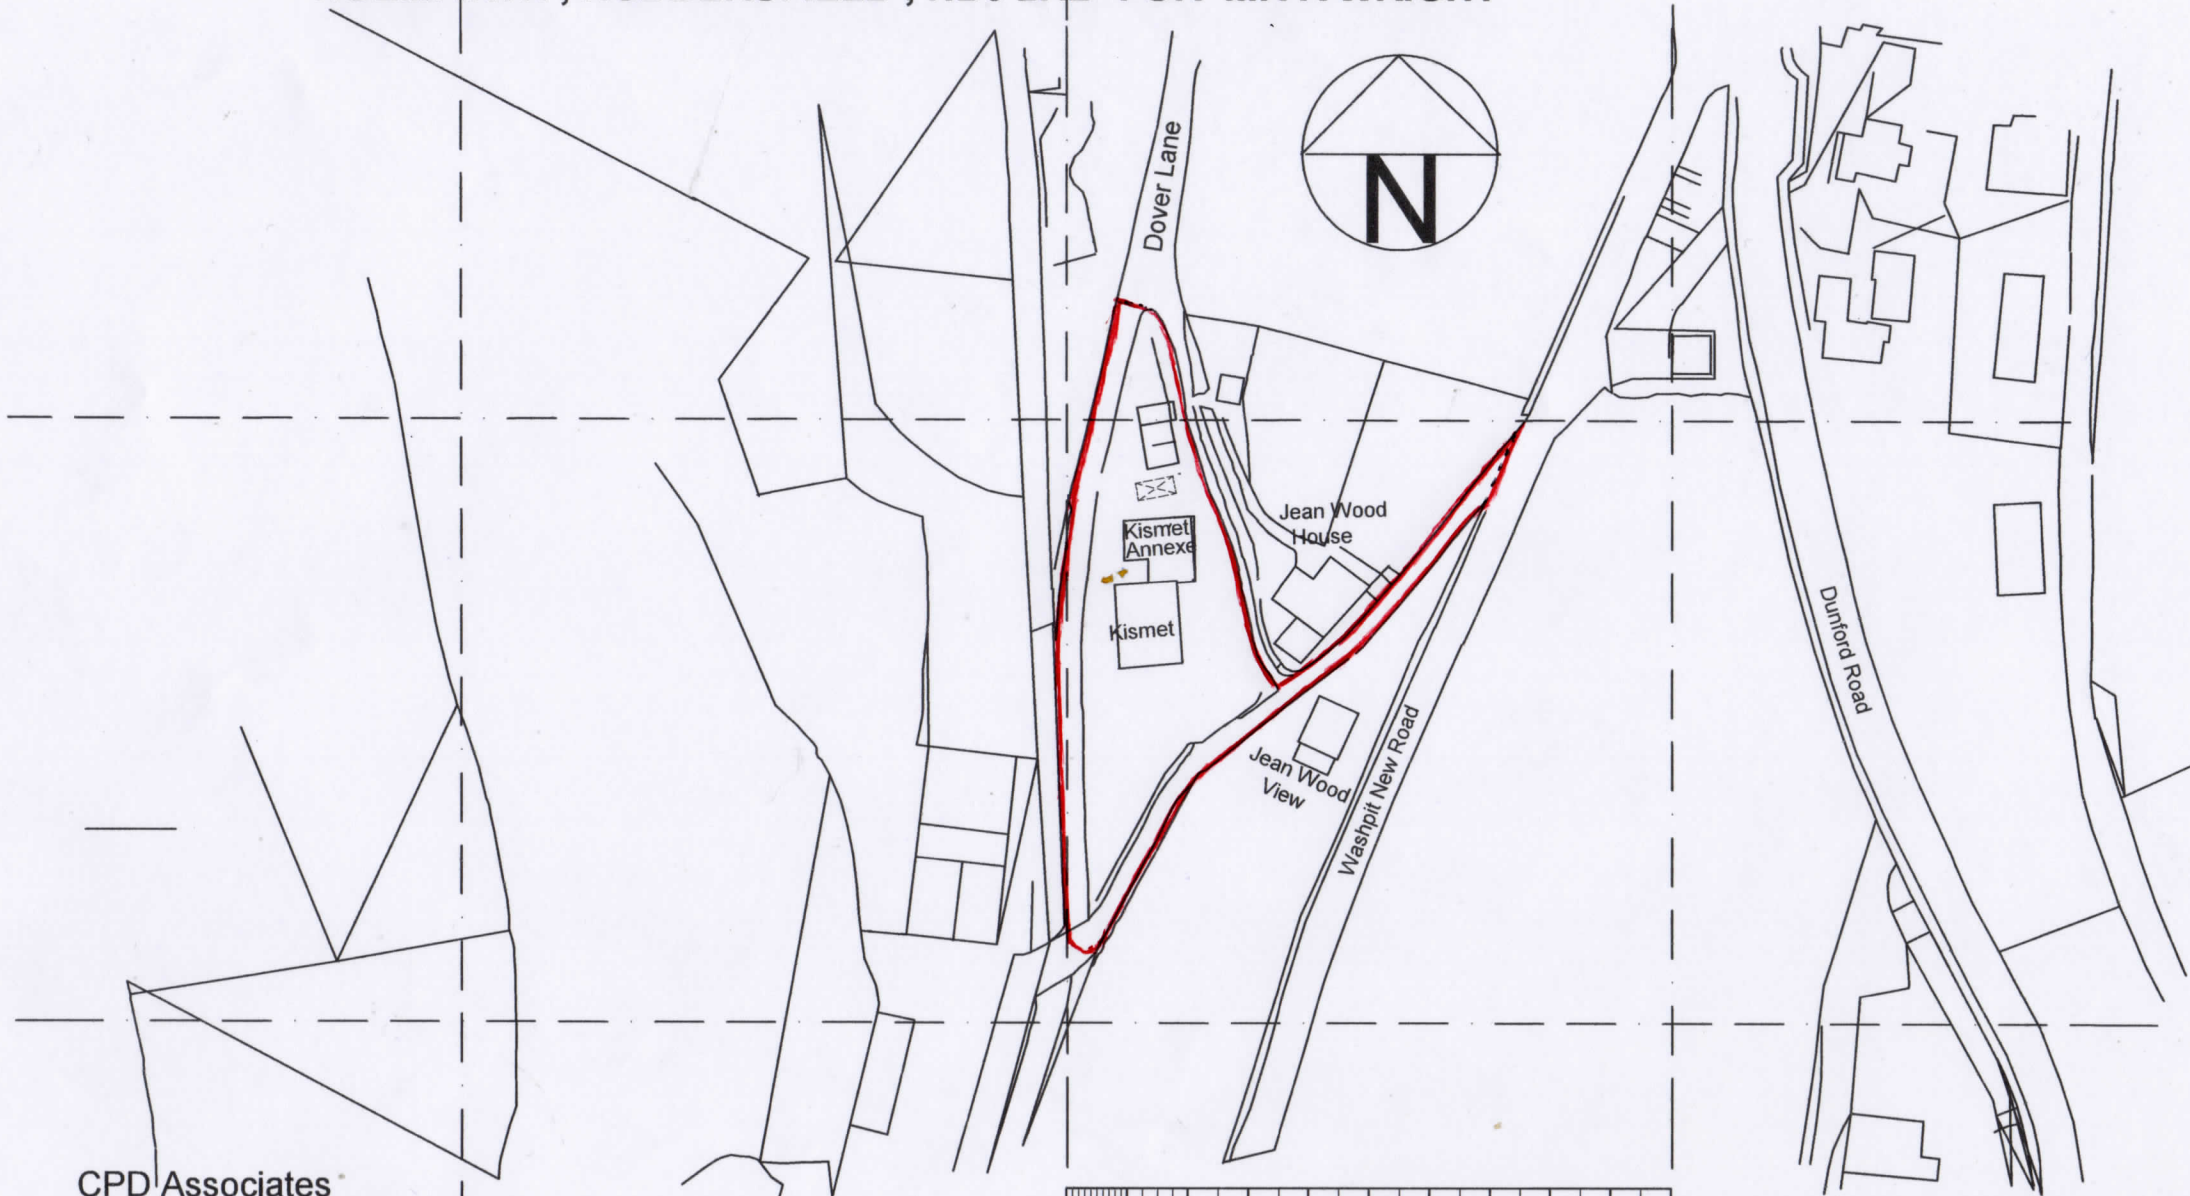 Dover Lane
N
Jean Wood
House
Kismet
Annexe
Kismet
Dunford Road
Jean Wood
View
Washpit New Road
CPD Associates